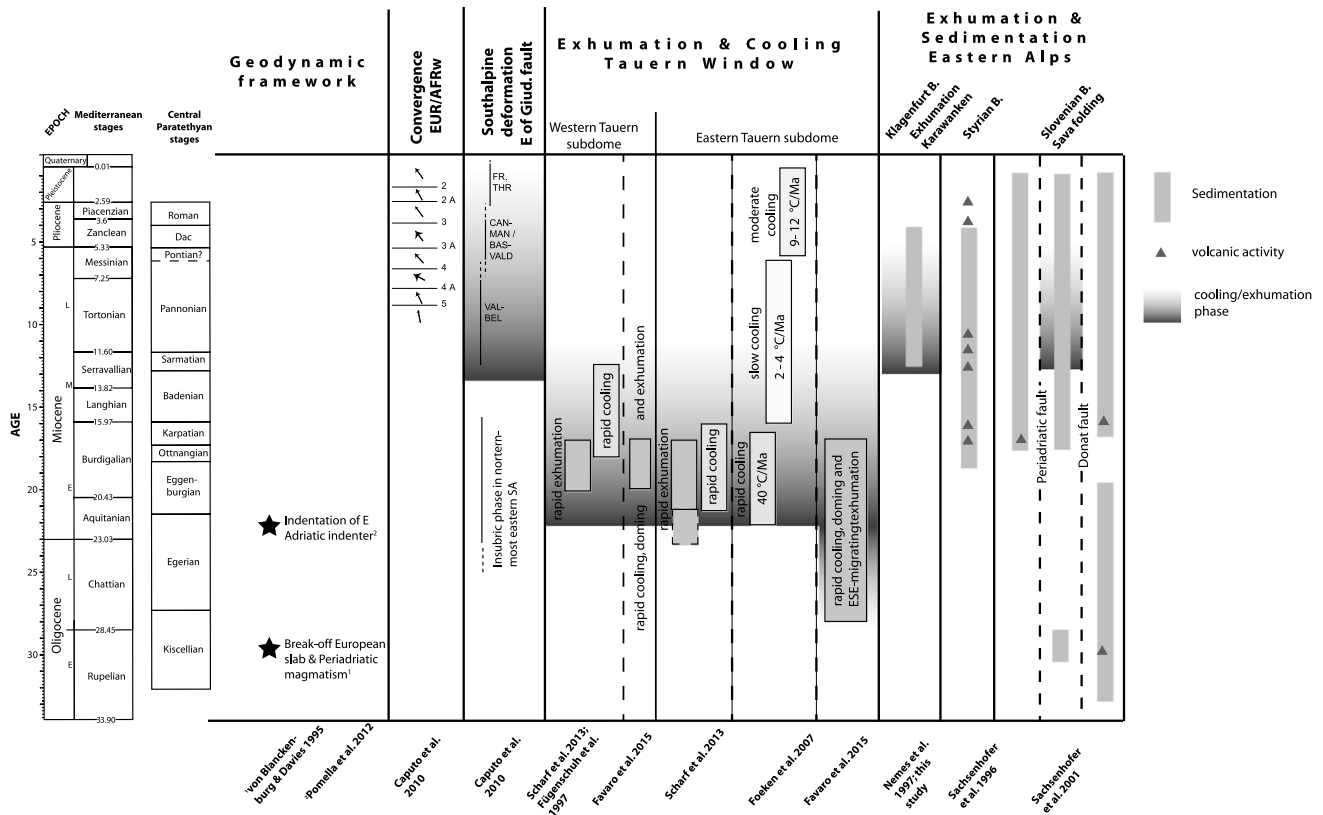 Geodynamic
framework
Convergence
EUR/AFRw
Southalpine
deformation
E of Giud. fault
Exhumation & Cooling
Tauern Window
Western Tauern
subdome
Eastern Tauern subdome
Exhumation &
Sedimentation
Eastern Alps
Klagenfurt B.
Exhumation
Karawanken
Styrian B.
Slovenian B.
Sava folding
EPOCH
Mediterranean
stages
Central
Paratethyan
stages
AGE
5
10
15
20
25
30
Quaternary
Pleistocene
Pliocene
Miocene
L
M
E
Oligocene
L
E
0.01
2.59
Piacenzian
3.6
Zanclean
5.33
Messinian
7.25
Tortonian
11.60
Serravallian
13.82
Langhian
15.97
Burdigalian
20.43
Aquitanian
23.03
Chattian
28.45
Rupelian
33.90
Roman
Dac
Pontian?
Pannonian
Sarmatian
Badenian
Karpatian
Ottnangian
Eggen-
burgian
Egerian
Kiscellian
Indentation of E
Adriatic indenter²
Break-off European
slab & Periadriatic
magmatism¹
2
2 A
3
3 A
4
4 A
5
FR.
THR
CAN-
MAN /
BAS-
VALD
VAL-
BEL
Insubric phase in nortern-
most eastern SA
rapid exhumation
rapid cooling
rapid cooling, doming
and exhumation
rapid exhumation
rapid cooling
rapid cooling
40 °C/Ma
slow cooling
2 - 4 °C/Ma
moderate
cooling
9- 12 °C/Ma
rapid cooling, doming and
ESE-migratingtexhumation
Periadriatic fault
Donat fault
Sedimentation
volcanic activity
cooling/exhumation
phase
¹von Blancken-
burg & Davies 1995
²Pomella et al. 2012
Caputo et al.
2010
Caputo et al.
2010
Scharf et al. 2013;
Fügenschuh et al.
1997
Favaro et al. 2015
Scharf et al. 2013
Foeken et al. 2007
Favaro et al. 2015
Nemes et al.
1997; this
study
Sachsenhofer
et al. 1996
Sachsenhofer
et al. 2001